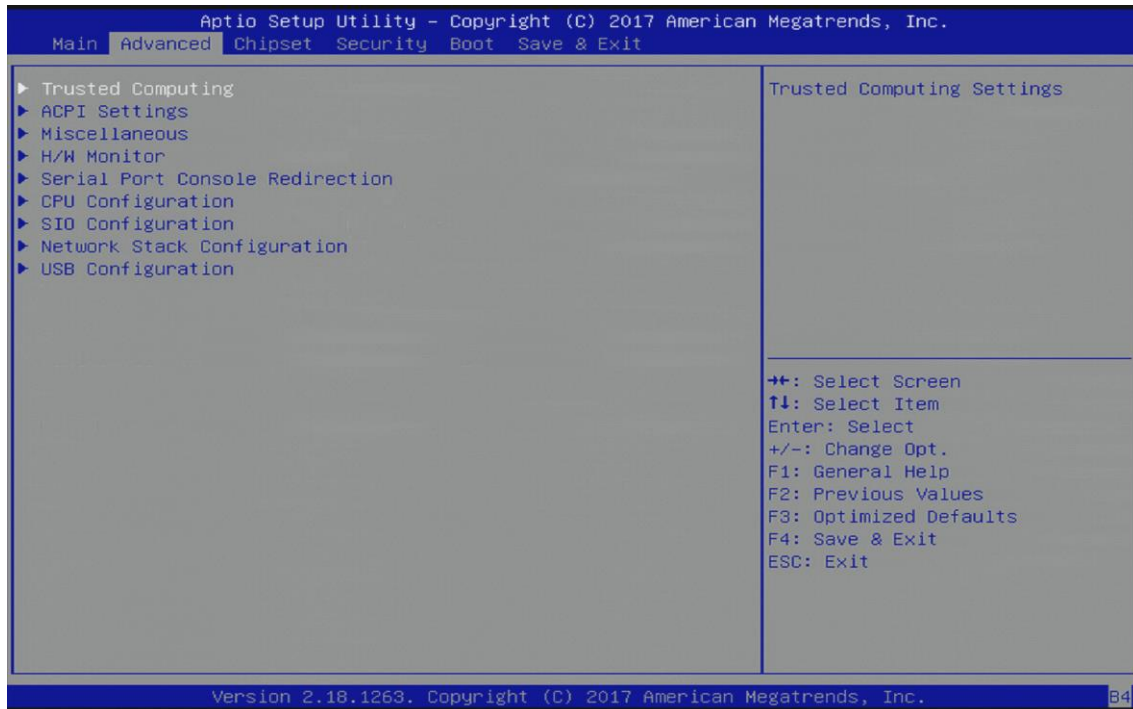 Aptio Setup Utility – Copyright (C) 2017 American Megatrends, Inc.
Main Advanced Chipset Security Boot Save & Exit
▶ Trusted Computing
▶ ACPI Settings
▶ Miscellaneous
▶ H/W Monitor
▶ Serial Port Console Redirection
▶ CPU Configuration
▶ SIO Configuration
▶ Network Stack Configuration
▶ USB Configuration
Trusted Computing Settings
→←: Select Screen
↑↓: Select Item
Enter: Select
+/-: Change Opt.
F1: General Help
F2: Previous Values
F3: Optimized Defaults
F4: Save & Exit
ESC: Exit
Version 2.18.1263. Copyright (C) 2017 American Megatrends, Inc.
B4